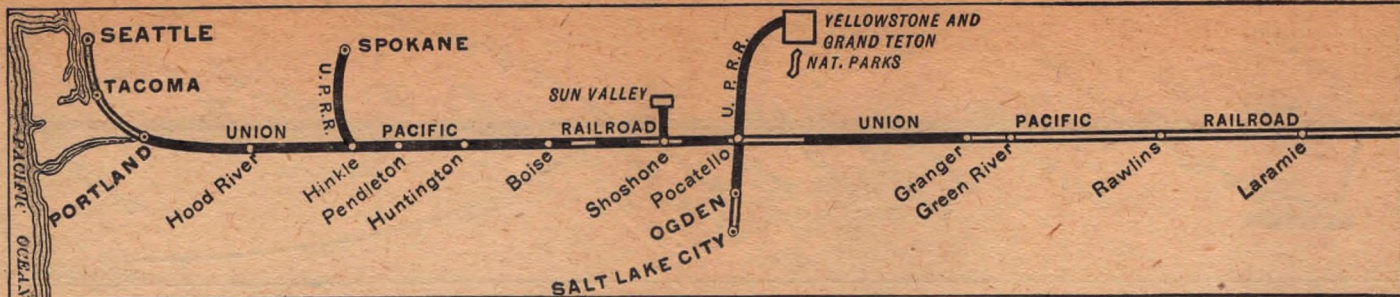 SEATTLE
TACOMA
PORTLAND
PACIFIC
OCEAN
SPOKANE
U.P.R.R.
UNION
PACIFIC
RAILROAD
Hood River
Hinkle
Pendleton
Huntington
Boise
SUN VALLEY
Shoshone
Pocatello
OGDEN
SALT LAKE CITY
U. P. R.R.
YELLOWSTONE AND
GRAND TETON
NAT. PARKS
UNION
PACIFIC
RAILROAD
Granger
Green River
Rawlins
Laramie